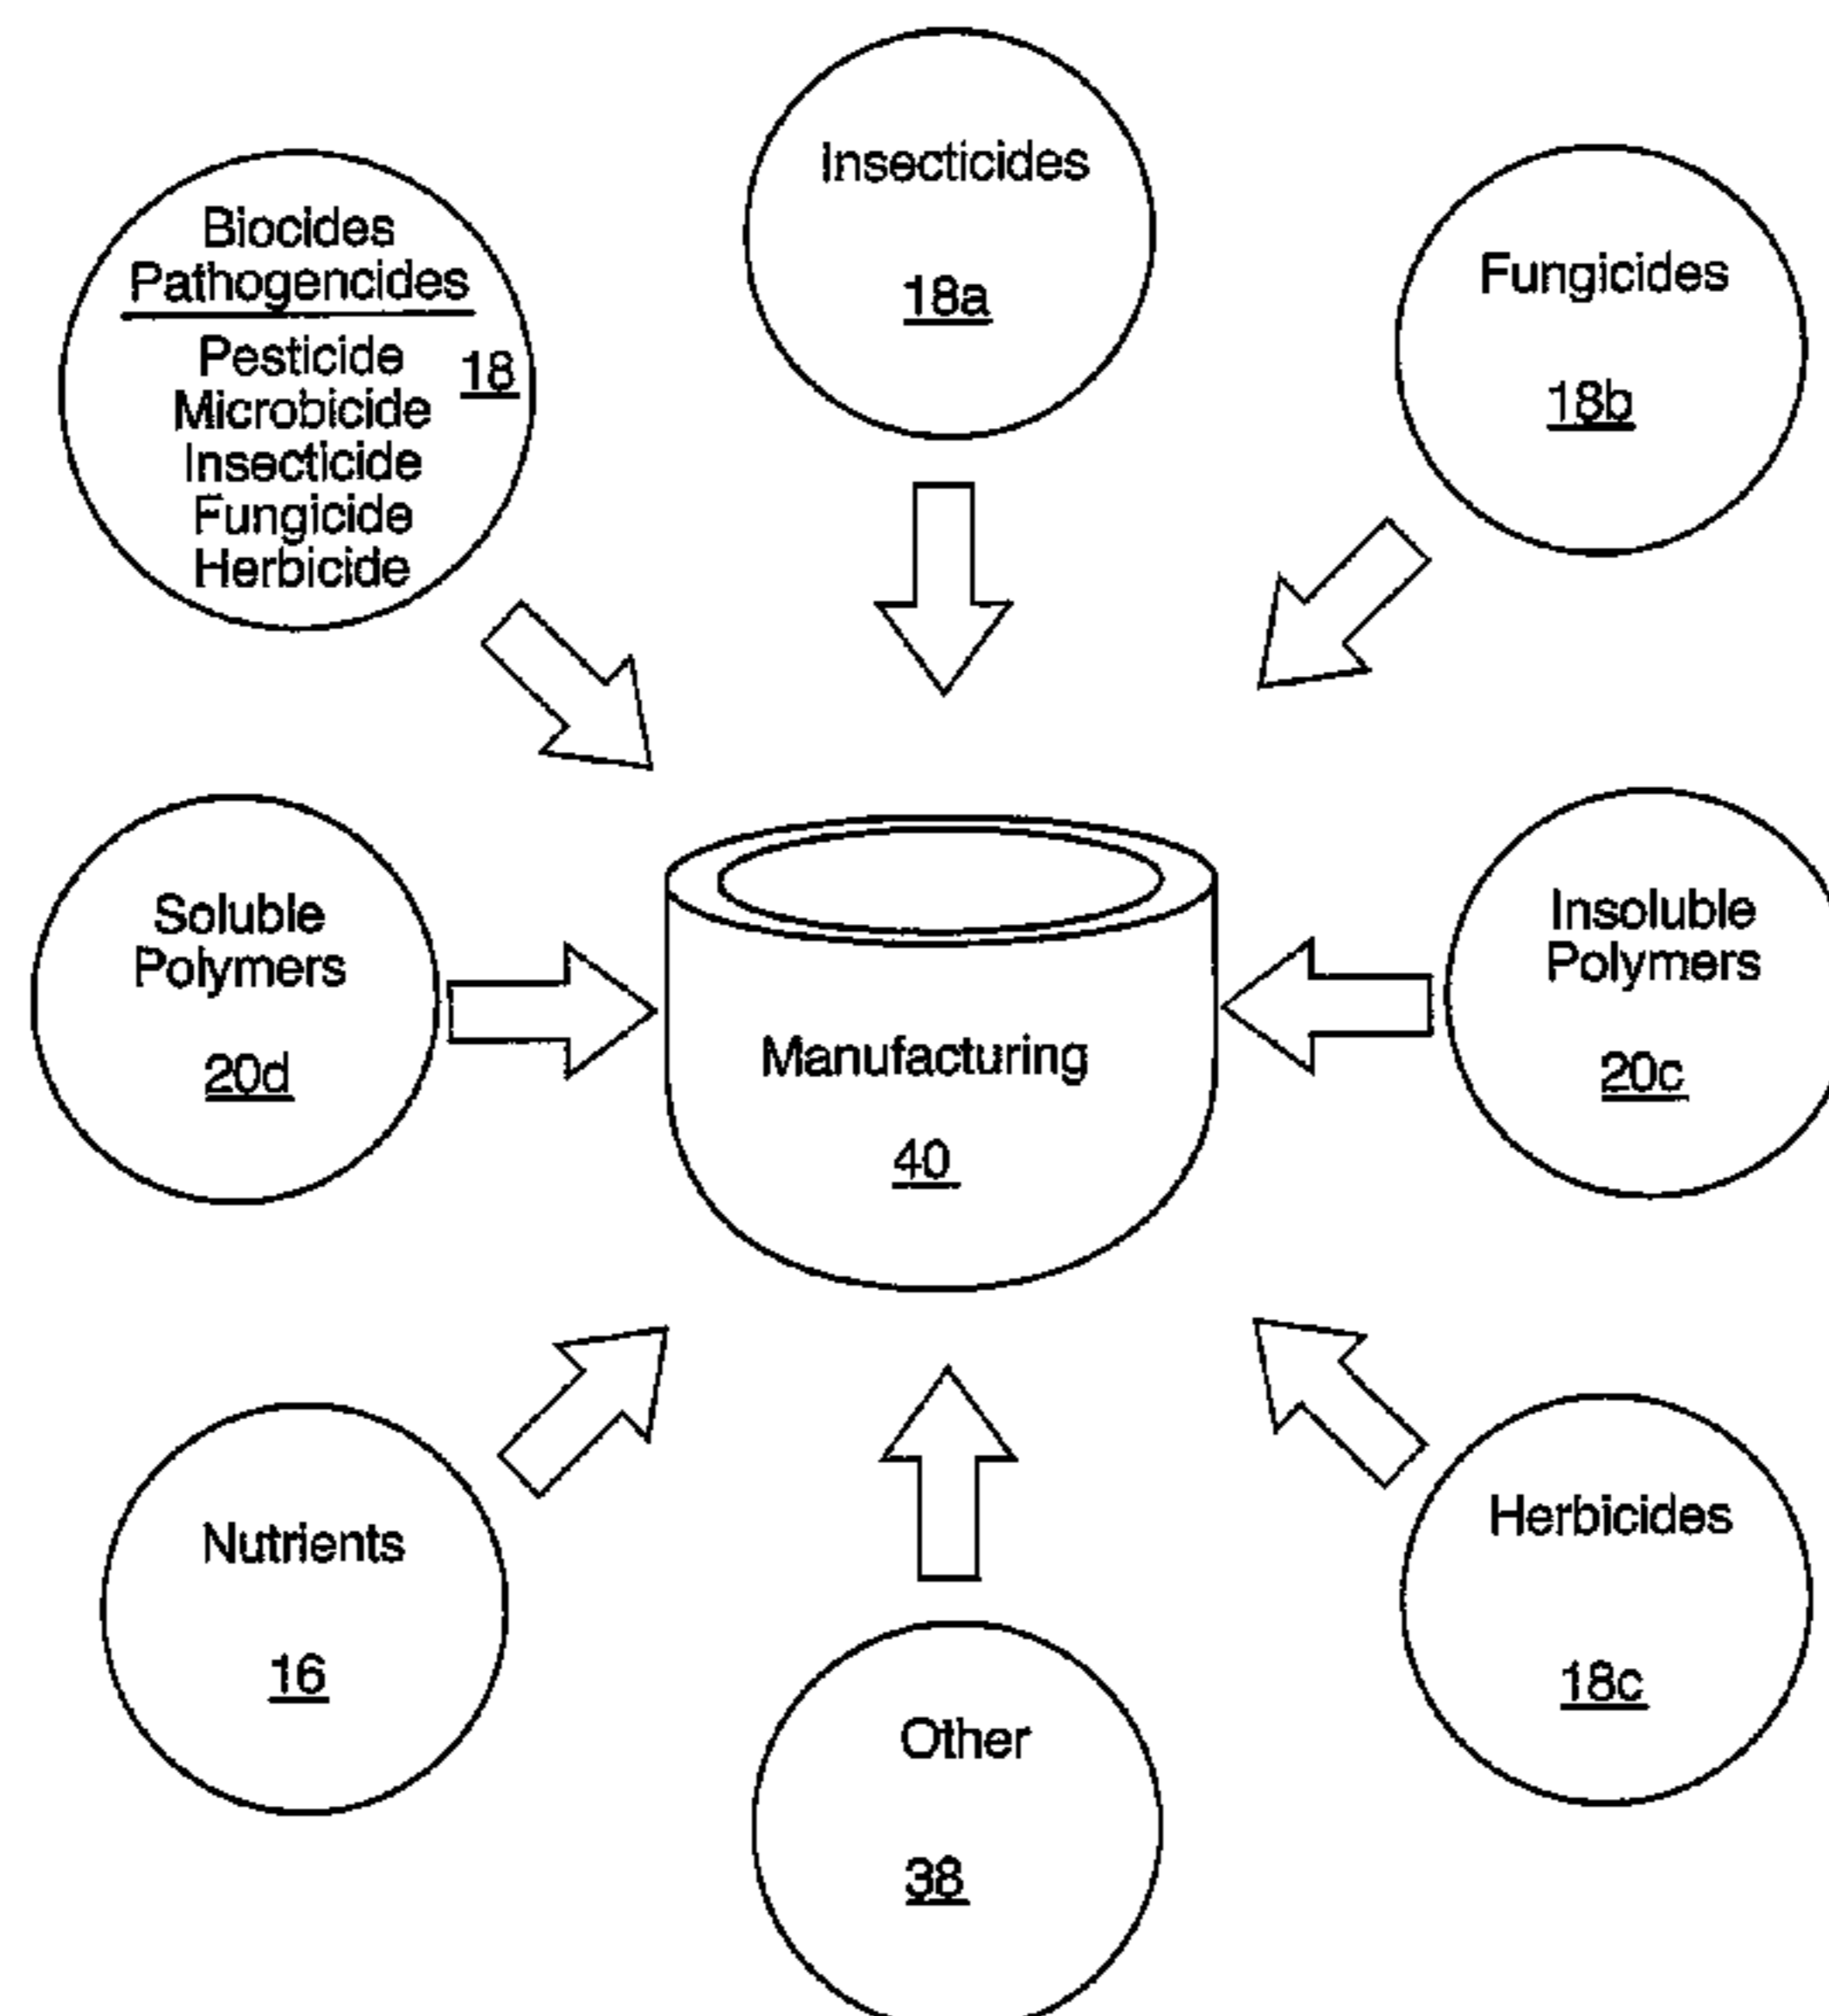 Insecticides
18a
Biocides
Pathogencides
Pesticide
18
Microbicide
Insecticide
Fungicide
Herbicide
Fungicides
18b
Soluble
Polymers
20d
Manufacturing
40
Insoluble
Polymers
20c
Nutrients
16
Other
38
Herbicides
18c